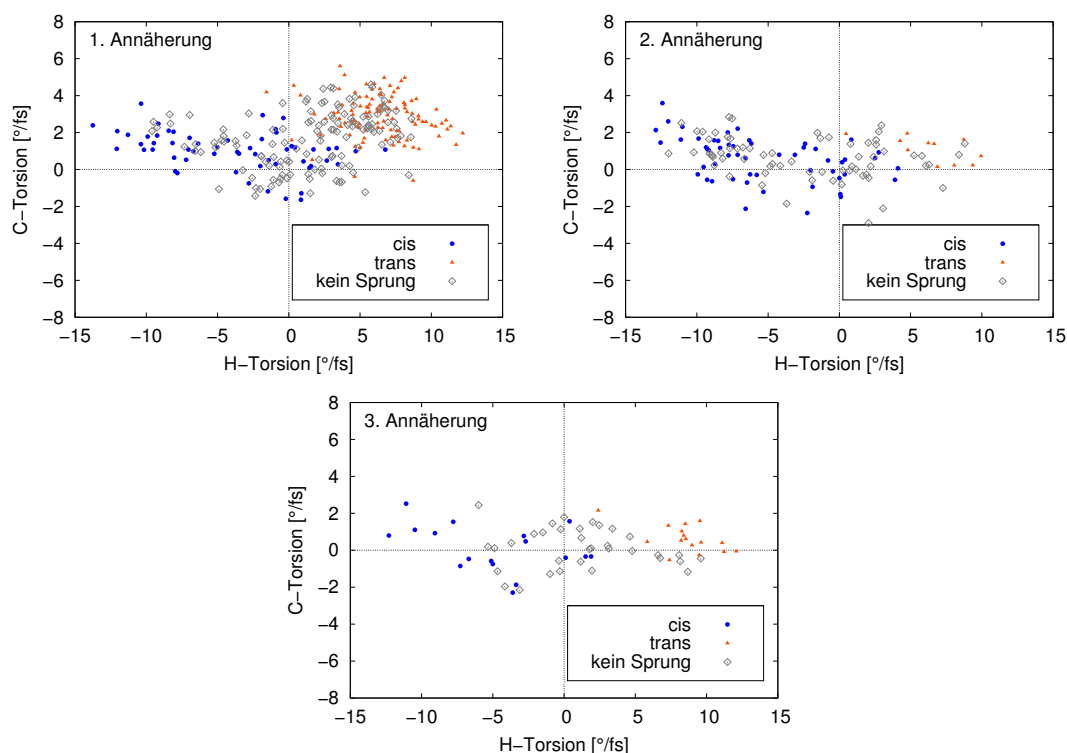 1. Annäherung
C−Torsion [°/fs]
8
6
4
2
0
−2
−4
−6
−8
cis
trans
kein Sprung
−15
−10
−5
0
5
10
15
H−Torsion [°/fs]
2. Annäherung
C−Torsion [°/fs]
8
6
4
2
0
−2
−4
−6
−8
cis
trans
kein Sprung
−15
−10
−5
0
5
10
15
H−Torsion [°/fs]
3. Annäherung
C−Torsion [°/fs]
8
6
4
2
0
−2
−4
−6
−8
cis
trans
kein Sprung
−15
−10
−5
0
5
10
15
H−Torsion [°/fs]